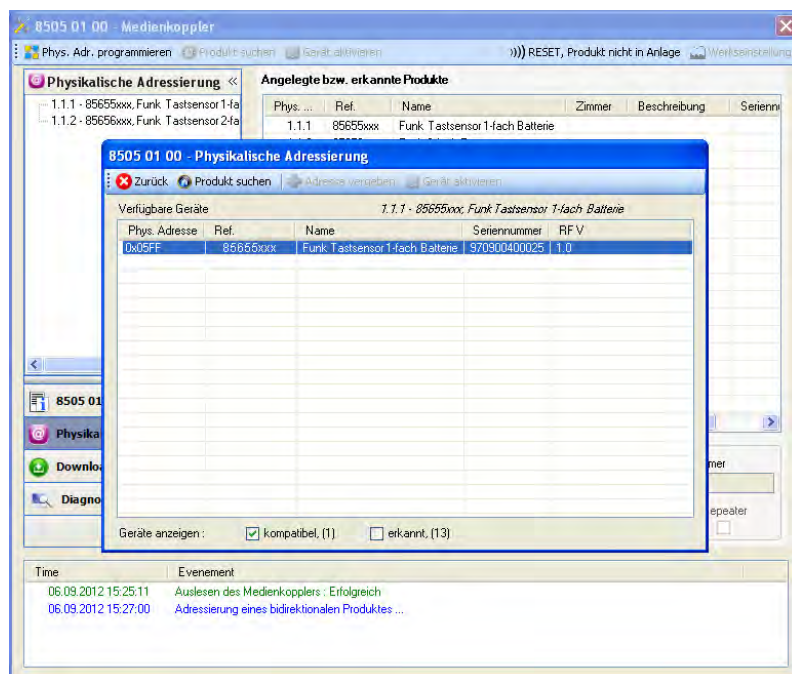 8505 01 00 - Medienkoppler
Phys. Adr. programmieren Produkt suchen Gerät aktivieren ))) RESET, Produkt nicht in Anlage Werkseinstellung
Physikalische Adressierung «
1.1.1 - 85655xxx, Funk Tastsensor 1-fa
1.1.2 - 85656xxx, Funk Tastsensor 2-fa
Angelegte bzw. erkannte Produkte
Phys. ... Ref. Name Zimmer Beschreibung Serienn
1.1.1 85655xxx Funk Tastsensor 1-fach Batterie
8505 01 00 - Physikalische Adressierung
Zurück Produkt suchen Adresse vergeben Gerät aktivieren
Verfügbare Geräte 1.1.1 - 85655xxx, Funk Tastsensor 1-fach Batterie
Phys. Adresse Ref. Name Seriennummer RF V
0x05FF 85655xxx Funk Tastsensor 1-fach Batterie 970900400025 1.0
Geräte anzeigen : kompatibel, (1) erkannt, (13)
8505 01
Physika
Downloa
Diagno
mer
epeater
Time Evenement
06.09.2012 15:25:11 Auslesen des Medienkopplers : Erfolgreich
06.09.2012 15:27:00 Adressierung eines bidirektionalen Produktes ...